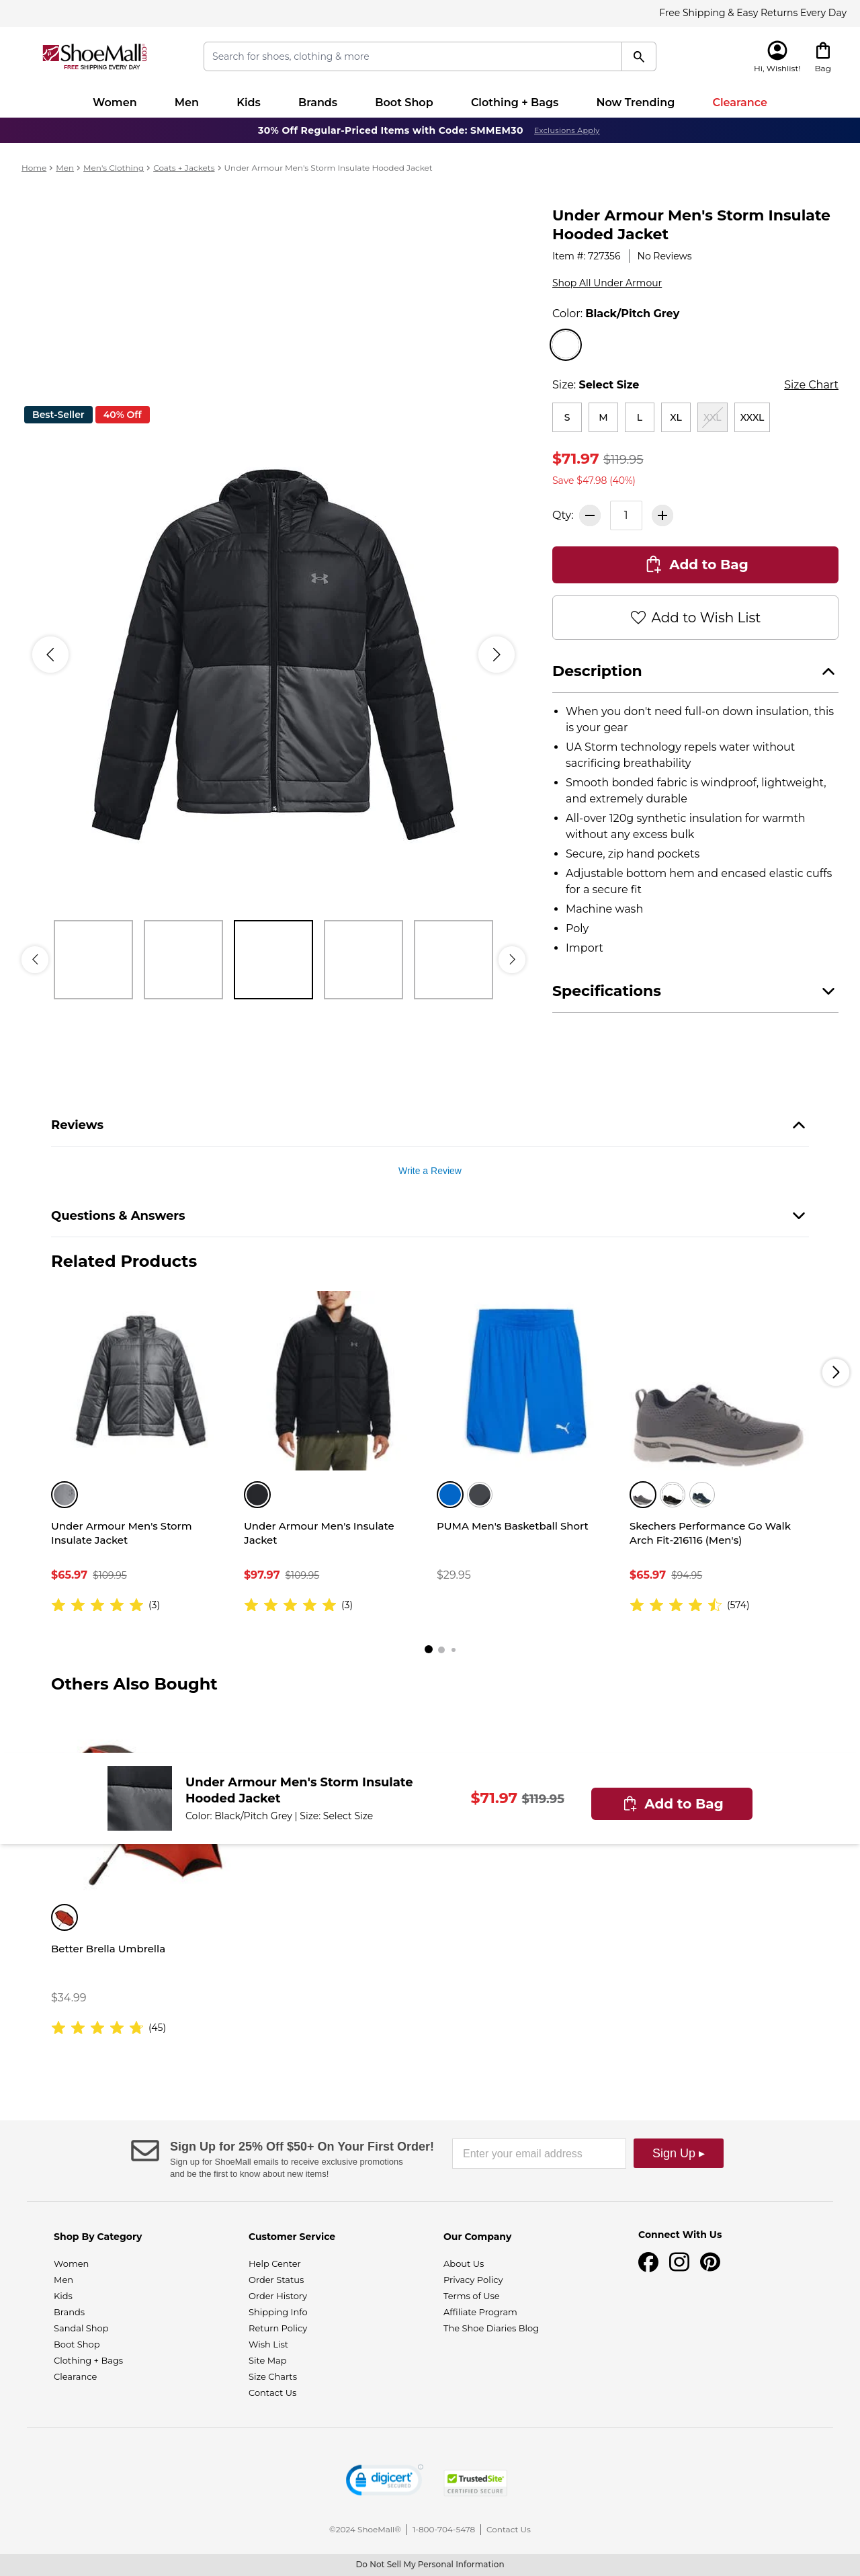 Free Shipping & Easy Returns Every Day
ShoeMall.com
FREE SHIPPING EVERY DAY
Search for shoes, clothing & more
Hi, Wishlist!
Bag
Women
Men
Kids
Brands
Boot Shop
Clothing + Bags
Now Trending
Clearance
30% Off Regular-Priced Items with Code: SMMEM30 Exclusions Apply
Home > Men > Men's Clothing > Coats + Jackets > Under Armour Men's Storm Insulate Hooded Jacket
Best-Seller
40% Off
Under Armour Men's Storm Insulate
Hooded Jacket
Item #: 727356 | No Reviews
Shop All Under Armour
Color: Black/Pitch Grey
Size: Select Size
Size Chart
S
M
L
XL
XXL
XXXL
$71.97 $119.95
Save $47.98 (40%)
Qty:
1
Add to Bag
Add to Wish List
Description
• When you don't need full-on down insulation, this
is your gear
• UA Storm technology repels water without
sacrificing breathability
• Smooth bonded fabric is windproof, lightweight,
and extremely durable
• All-over 120g synthetic insulation for warmth
without any excess bulk
• Secure, zip hand pockets
• Adjustable bottom hem and encased elastic cuffs
for a secure fit
• Machine wash
• Poly
• Import
Specifications
Reviews
Write a Review
Questions & Answers
Related Products
Under Armour Men's Storm
Insulate Jacket
$65.97 $109.95
(3)
Under Armour Men's Insulate
Jacket
$97.97 $109.95
(3)
PUMA Men's Basketball Short
$29.95
Skechers Performance Go Walk
Arch Fit-216116 (Men's)
$65.97 $94.95
(574)
Others Also Bought
Under Armour Men's Storm Insulate
Hooded Jacket
Color: Black/Pitch Grey | Size: Select Size
$71.97 $119.95
Add to Bag
Better Brella Umbrella
$34.99
(45)
Sign Up for 25% Off $50+ On Your First Order!
Sign up for ShoeMall emails to receive exclusive promotions
and be the first to know about new items!
Enter your email address
Sign Up ▸
Shop By Category
Women
Men
Kids
Brands
Sandal Shop
Boot Shop
Clothing + Bags
Clearance
Customer Service
Help Center
Order Status
Order History
Shipping Info
Return Policy
Wish List
Site Map
Size Charts
Contact Us
Our Company
About Us
Privacy Policy
Terms of Use
Affiliate Program
The Shoe Diaries Blog
Connect With Us
digicert
SECURED
TrustedSite
CERTIFIED SECURE
©2024 ShoeMall® | 1-800-704-5478 | Contact Us
Do Not Sell My Personal Information